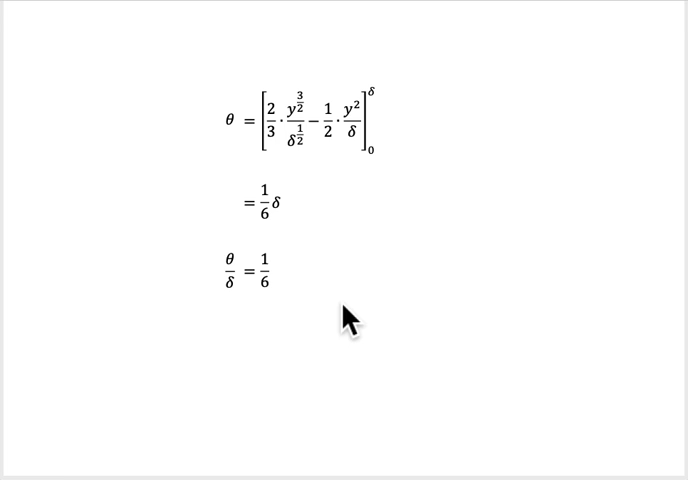 θ = [2/3 · y^(3/2)/δ^(1/2) − 1/2 · y²/δ]₀^δ
= 1/6 δ
θ/δ = 1/6